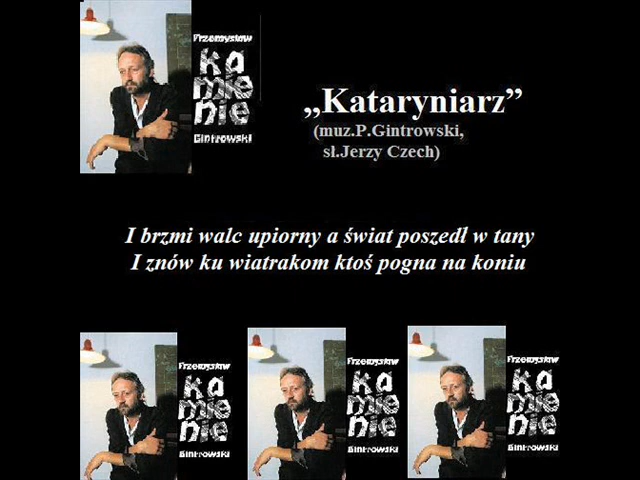 Przemysław
kamienie
Gintrowski
„Kataryniarz”
(muz.P.Gintrowski,
sł.Jerzy Czech)
I brzmi walc upiorny a świat poszedł w tany
I znów ku wiatrakom ktoś pogna na koniu
Przemysław
kamienie
Gintrowski
Przemysław
kamienie
Gintrowski
Przemysław
kamienie
Gintrowski